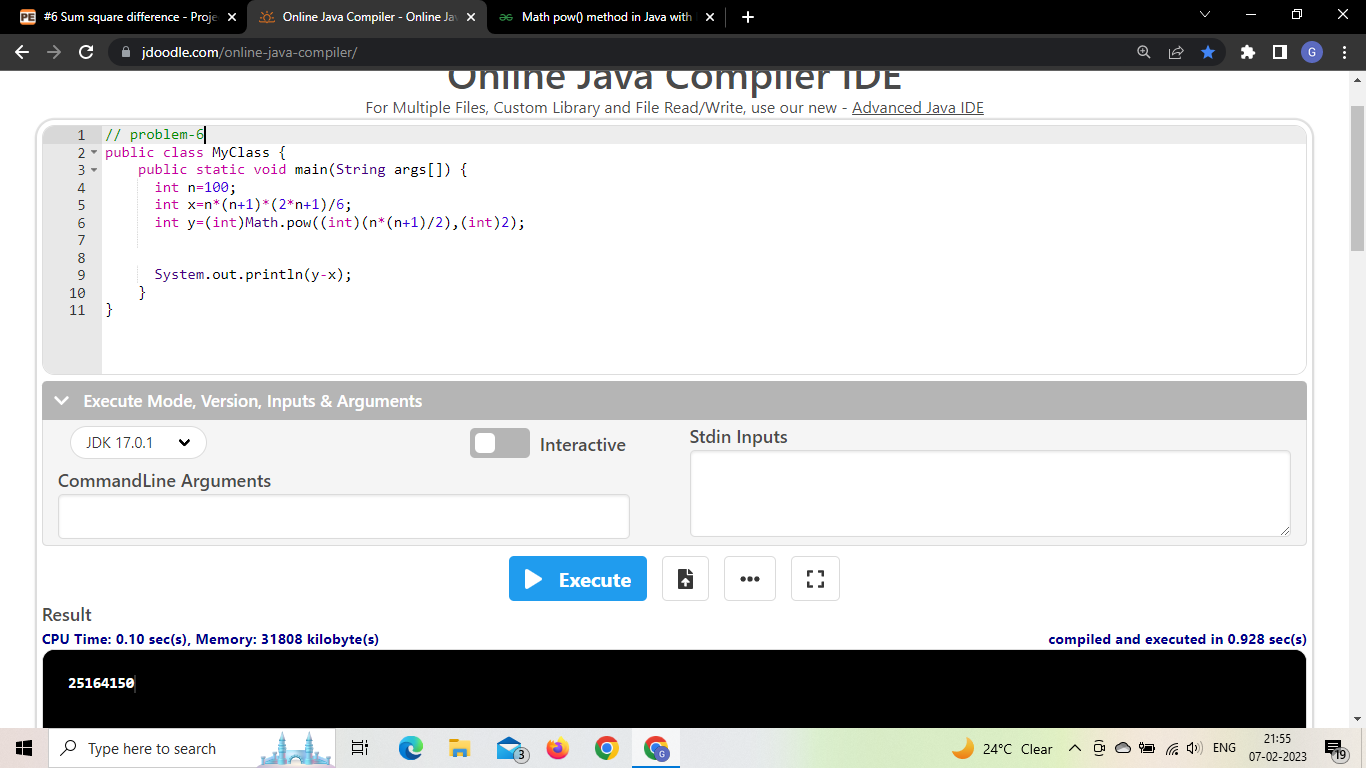 #6 Sum square difference - Proje
Online Java Compiler - Online Jav
Math pow() method in Java with
jdoodle.com/online-java-compiler/
G
Online Java Compiler IDE
For Multiple Files, Custom Library and File Read/Write, use our new - Advanced Java IDE
1 // problem-6
2 public class MyClass {
3 public static void main(String args[]) {
4 int n=100;
5 int x=n*(n+1)*(2*n+1)/6;
6 int y=(int)Math.pow((int)(n*(n+1)/2),(int)2);
7
8
9 System.out.println(y-x);
10 }
11 }
Execute Mode, Version, Inputs & Arguments
JDK 17.0.1
Interactive
Stdin Inputs
CommandLine Arguments
Execute
Result
CPU Time: 0.10 sec(s), Memory: 31808 kilobyte(s)
compiled and executed in 0.928 sec(s)
25164150
Type here to search
3
G
24°C Clear
ENG
21:55
07-02-2023
19